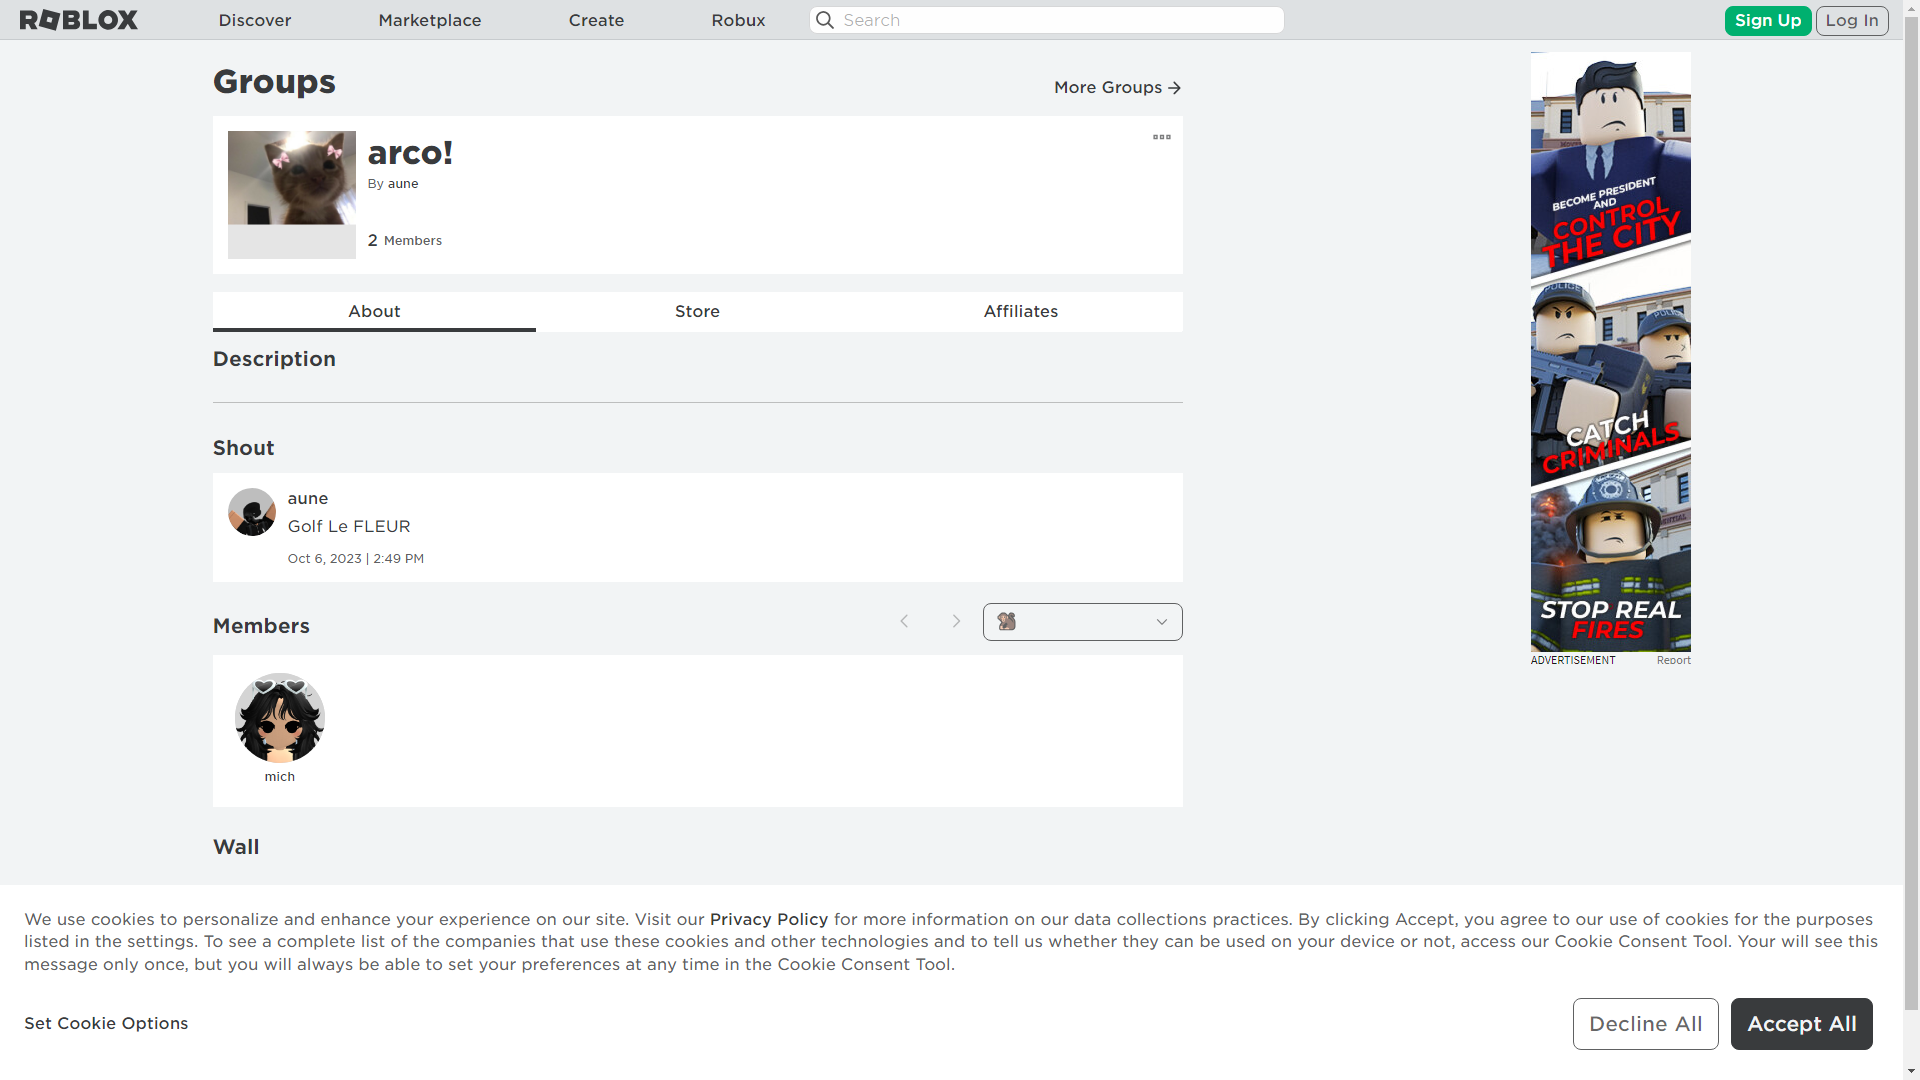 ROBLOX
Discover
Marketplace
Create
Robux
Search
Sign Up
Log In
Groups
More Groups
arco!
By aune
2 Members
About
Store
Affiliates
Description
Shout
aune
Golf Le FLEUR
Oct 6, 2023 | 2:49 PM
Members
mich
Wall
BECOME PRESIDENT
AND
CONTROL
THE CITY
POLICE
CATCH
CRIMINALS
STOP REAL
FIRES
ADVERTISEMENT
Report
We use cookies to personalize and enhance your experience on our site. Visit our Privacy Policy for more information on our data collections practices. By clicking Accept, you agree to our use of cookies for the purposes
listed in the settings. To see a complete list of the companies that use these cookies and other technologies and to tell us whether they can be used on your device or not, access our Cookie Consent Tool. Your will see this
message only once, but you will always be able to set your preferences at any time in the Cookie Consent Tool.
Set Cookie Options
Decline All
Accept All